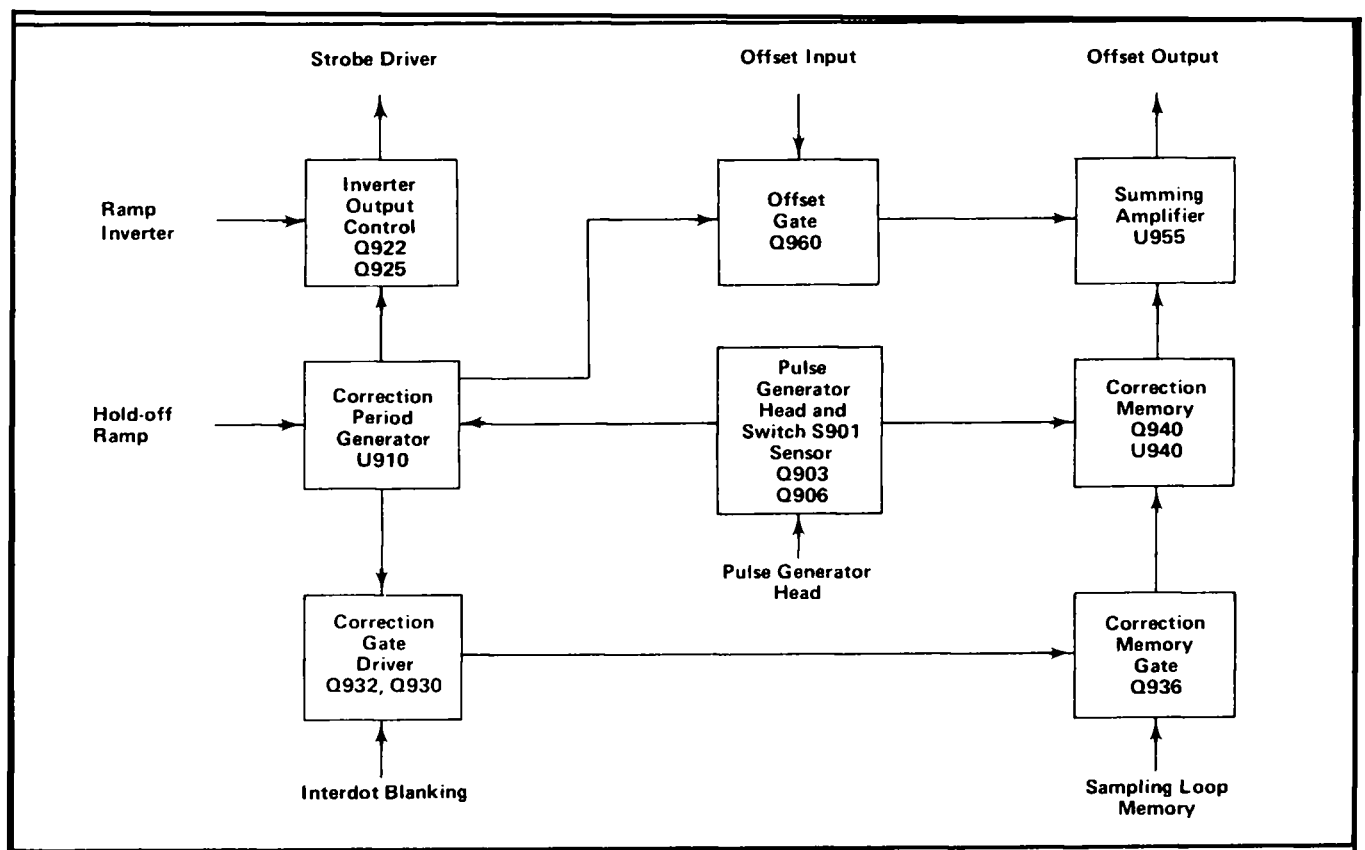 Strobe Driver
Offset Input
Offset Output
Ramp
Inverter
Inverter
Output
Control
Q922
Q925
Offset
Gate
Q960
Summing
Amplifier
U955
Hold-off
Ramp
Correction
Period
Generator
U910
Pulse
Generator
Head and
Switch S901
Sensor
Q903
Q906
Correction
Memory
Q940
U940
Pulse Generator
Head
Correction
Gate
Driver
Q932, Q930
Correction
Memory
Gate
Q936
Interdot Blanking
Sampling Loop
Memory